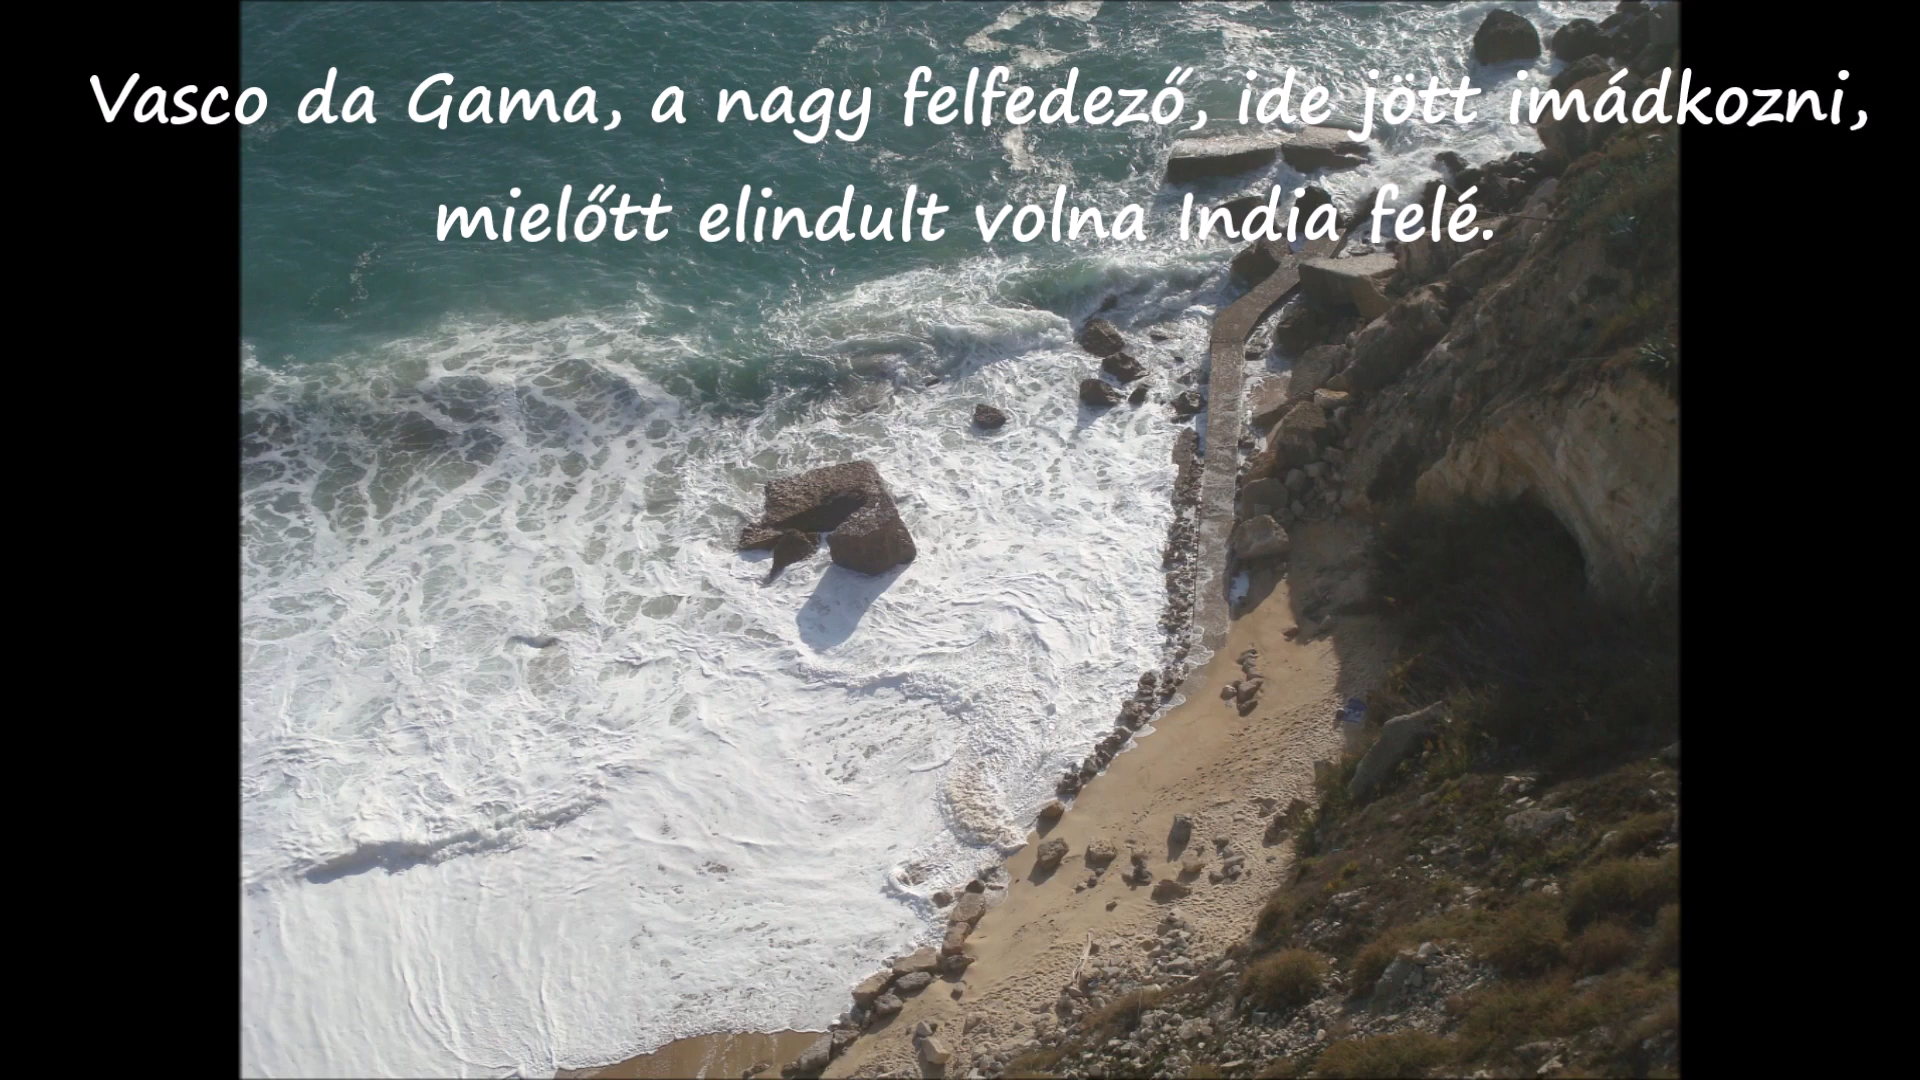 Vasco da Gama, a nagy felfedező, ide jött imádkozni,
mielőtt elindult volna India felé.